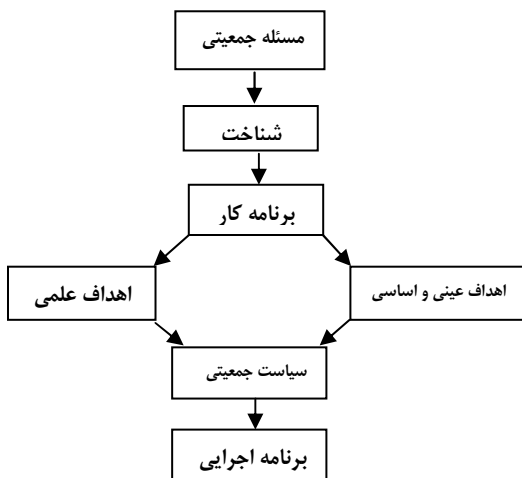 مسئله جمعیتی
شناخت
برنامه کار
اهداف عینی و اساسی
اهداف علمی
سیاست جمعیتی
برنامه اجرایی